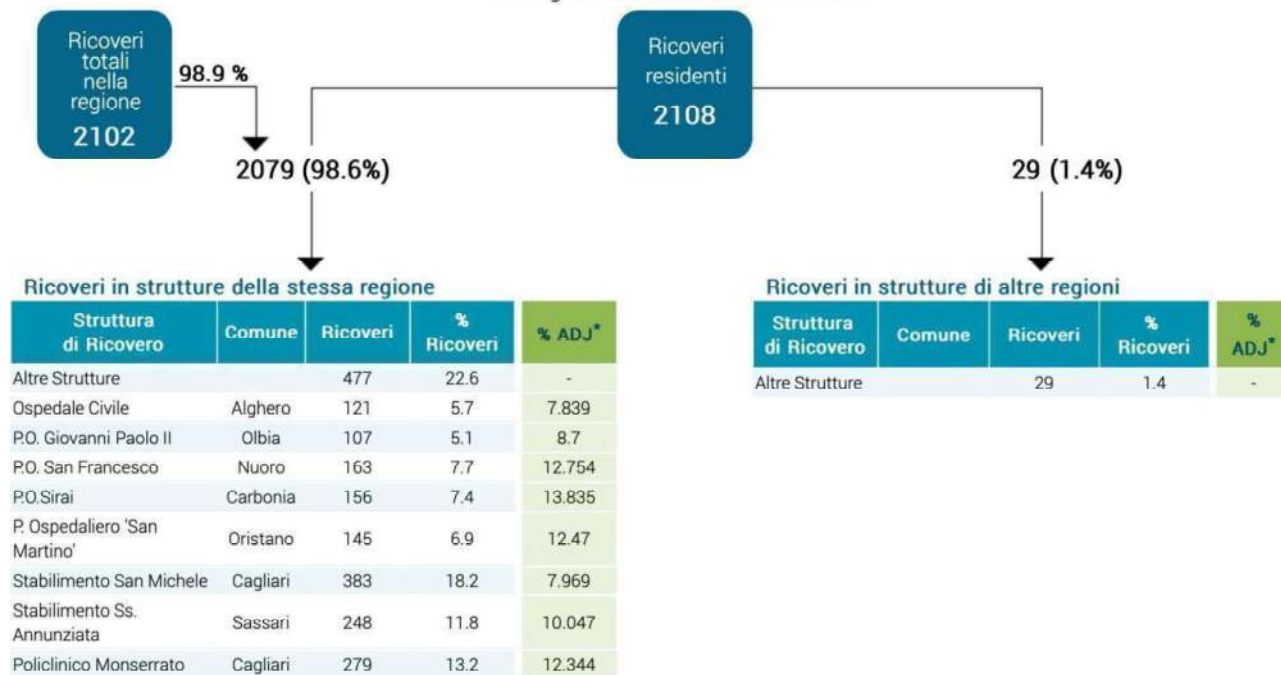 Ricoveri
totali
nella
regione
2102
98.9 %
Ricoveri
residenti
2108
2079 (98.6%)
29 (1.4%)
Ricoveri in strutture della stessa regione
Struttura di Ricovero Comune Ricoveri % Ricoveri % ADJ*
Altre Strutture 477 22.6 -
Ospedale Civile Alghero 121 5.7 7.839
P.O. Giovanni Paolo II Olbia 107 5.1 8.7
P.O. San Francesco Nuoro 163 7.7 12.754
P.O.Sirai Carbonia 156 7.4 13.835
P. Ospedaliero 'San Martino' Oristano 145 6.9 12.47
Stabilimento San Michele Cagliari 383 18.2 7.969
Stabilimento Ss. Annunziata Sassari 248 11.8 10.047
Policlinico Monserrato Cagliari 279 13.2 12.344
Ricoveri in strutture di altre regioni
Struttura di Ricovero Comune Ricoveri % Ricoveri % ADJ*
Altre Strutture 29 1.4 -